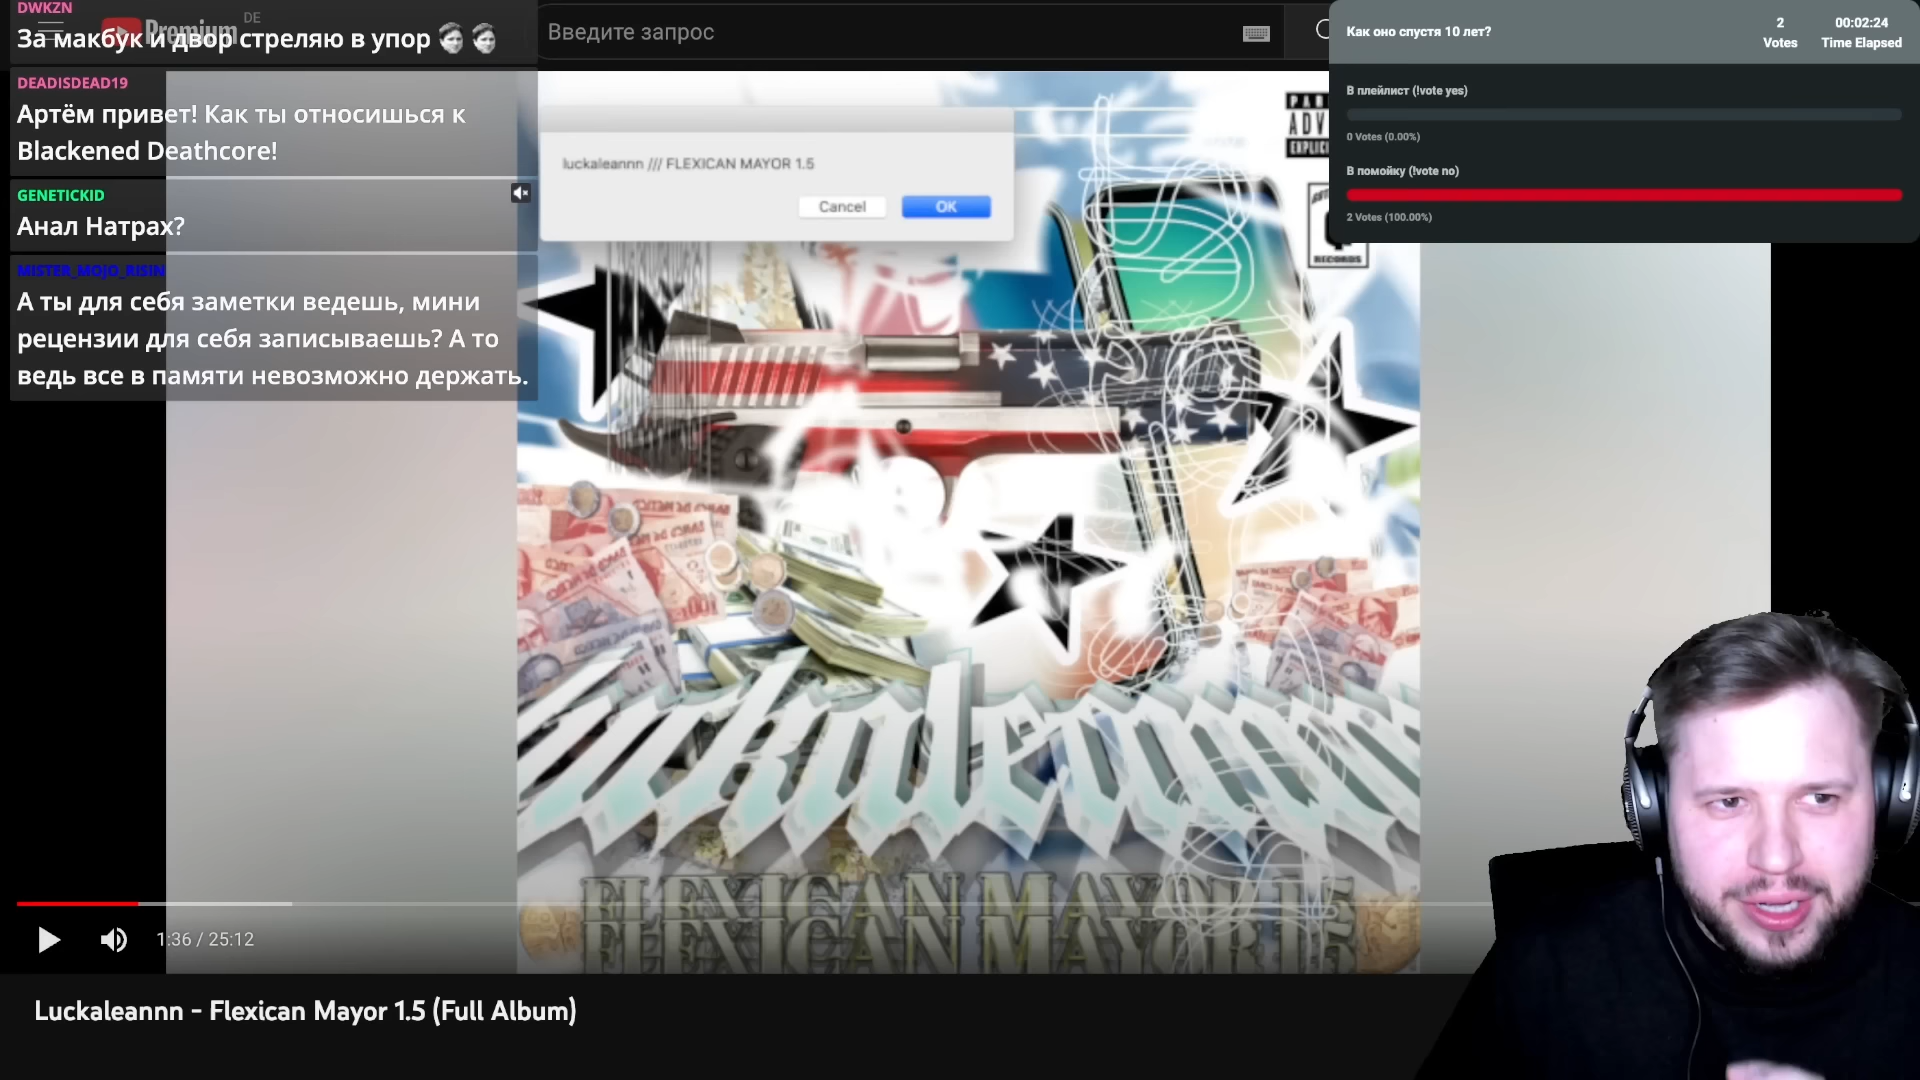 DWKZN
За макбук и двор стреляю в упор
Premium
DE
DEADISDEAD19
Артём привет! Как ты относишься к
Blackened Deathcore!
GENETICKID
Анал Натрах?
MISTER_MOJO_RISIN
А ты для себя заметки ведешь, мини
рецензии для себя записываешь? А то
ведь все в памяти невозможно держать.
Введите запрос
Как оно спустя 10 лет?
2
Votes
00:02:24
Time Elapsed
В плейлист (!vote yes)
0 Votes (0.00%)
В помойку (!vote no)
2 Votes (100.00%)
luckaleannn /// FLEXICAN MAYOR 1.5
Cancel
OK
RECORDS
FLEXICAN MAYOR 1.5
1:36 / 25:12
Luckaleannn - Flexican Mayor 1.5 (Full Album)